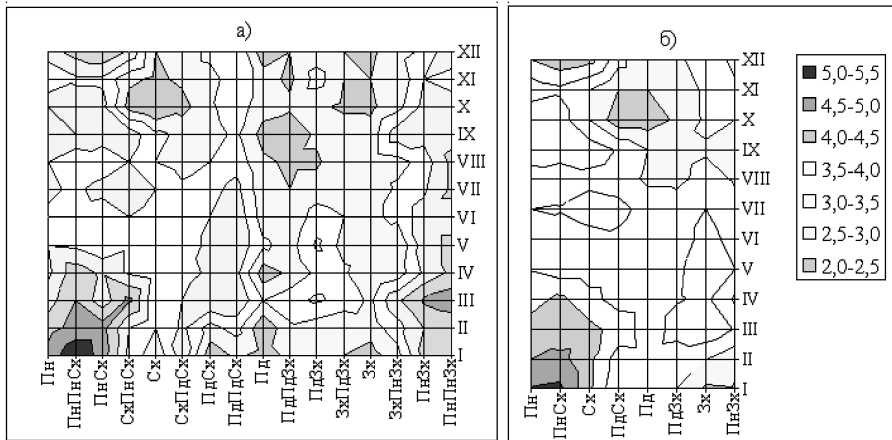 а)
XII
XI
X
IX
VIII
VII
VI
V
IV
III
II
I
Пн
ПнПнСх
ПнСх
СхПнСх
Сх
СхПдСх
ПдСх
ПдПдСх
Пд
ПдПдЗх
ПдЗх
ЗхПдЗх
Зх
ЗхПнЗх
ПнЗх
ПнПнЗх
б)
XII
XI
X
IX
VIII
VII
VI
V
IV
III
II
I
Пн
ПнСх
Сх
ПдСх
Пд
ПдЗх
Зх
ПнЗх
5,0-5,5
4,5-5,0
4,0-4,5
3,5-4,0
3,0-3,5
2,5-3,0
2,0-2,5